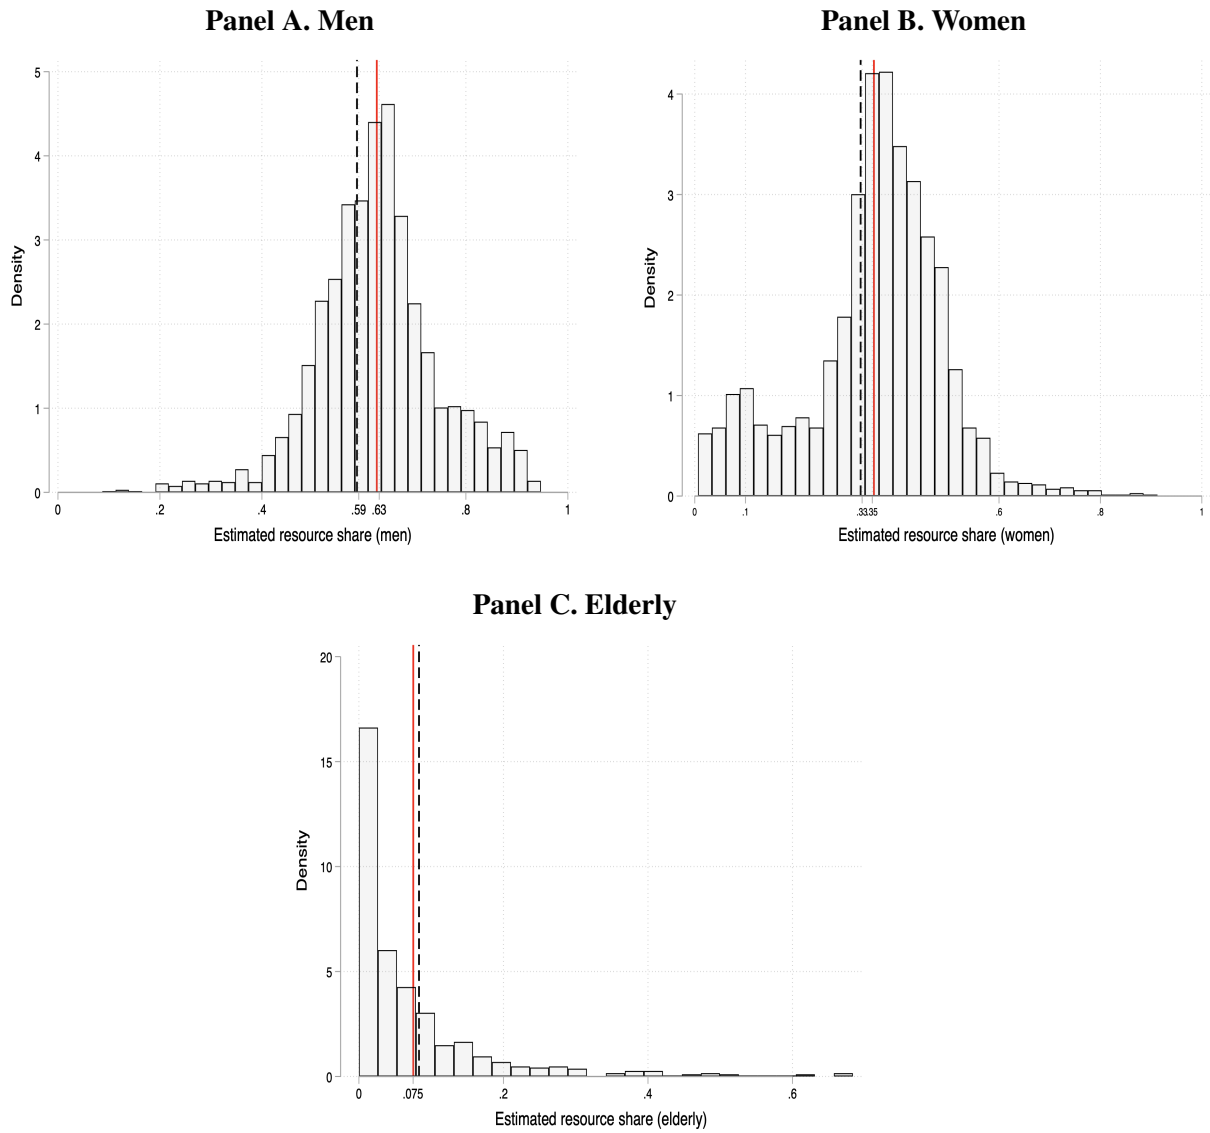 Panel A. Men
5
4
3
2
1
0
Density
0 .2 .4 .59 .63 .8 1
Estimated resource share (men)
Panel B. Women
4
3
2
1
0
Density
0 .1 .33.35 .6 .8 1
Estimated resource share (women)
Panel C. Elderly
20
15
10
5
0
Density
0 .075 .2 .4 .6
Estimated resource share (elderly)